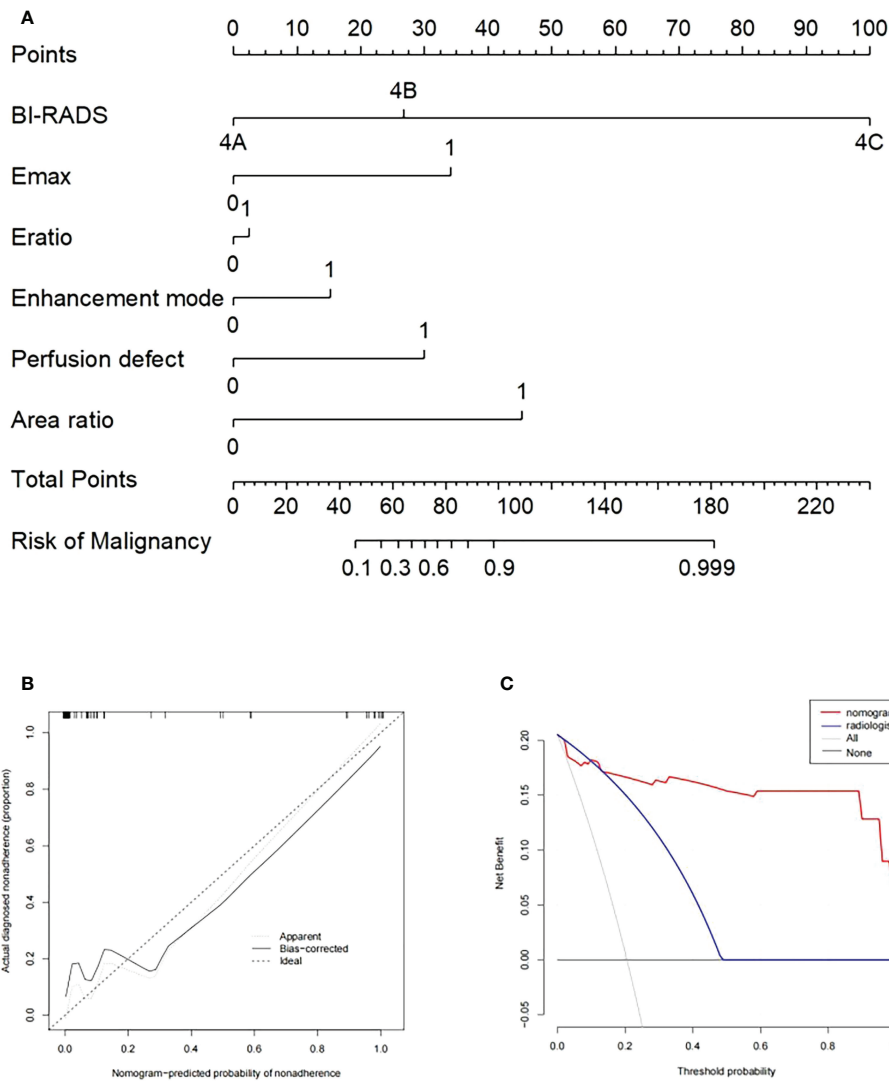 A
0 10 20 30 40 50 60 70 80 90 100
Points
4B
BI-RADS
4A 4C
1
Emax
0
1
Eratio
0
1
Enhancement mode
0
1
Perfusion defect
0
1
Area ratio
0
Total Points
0 20 40 60 80 100 140 180 220
Risk of Malignancy
0.1 0.3 0.6 0.9 0.999
B
Actual diagnosed nonadherence (proportion)
1.0
0.8
0.6
0.4
0.2
0.0
Apparent
Bias-corrected
Ideal
0.0 0.2 0.4 0.6 0.8 1.0
Nomogram-predicted probability of nonadherence
C
nomogran
radiologis
All
None
Net Benefit
0.20
0.15
0.10
0.05
0.00
-0.05
0.0 0.2 0.4 0.6 0.8
Threshold probability